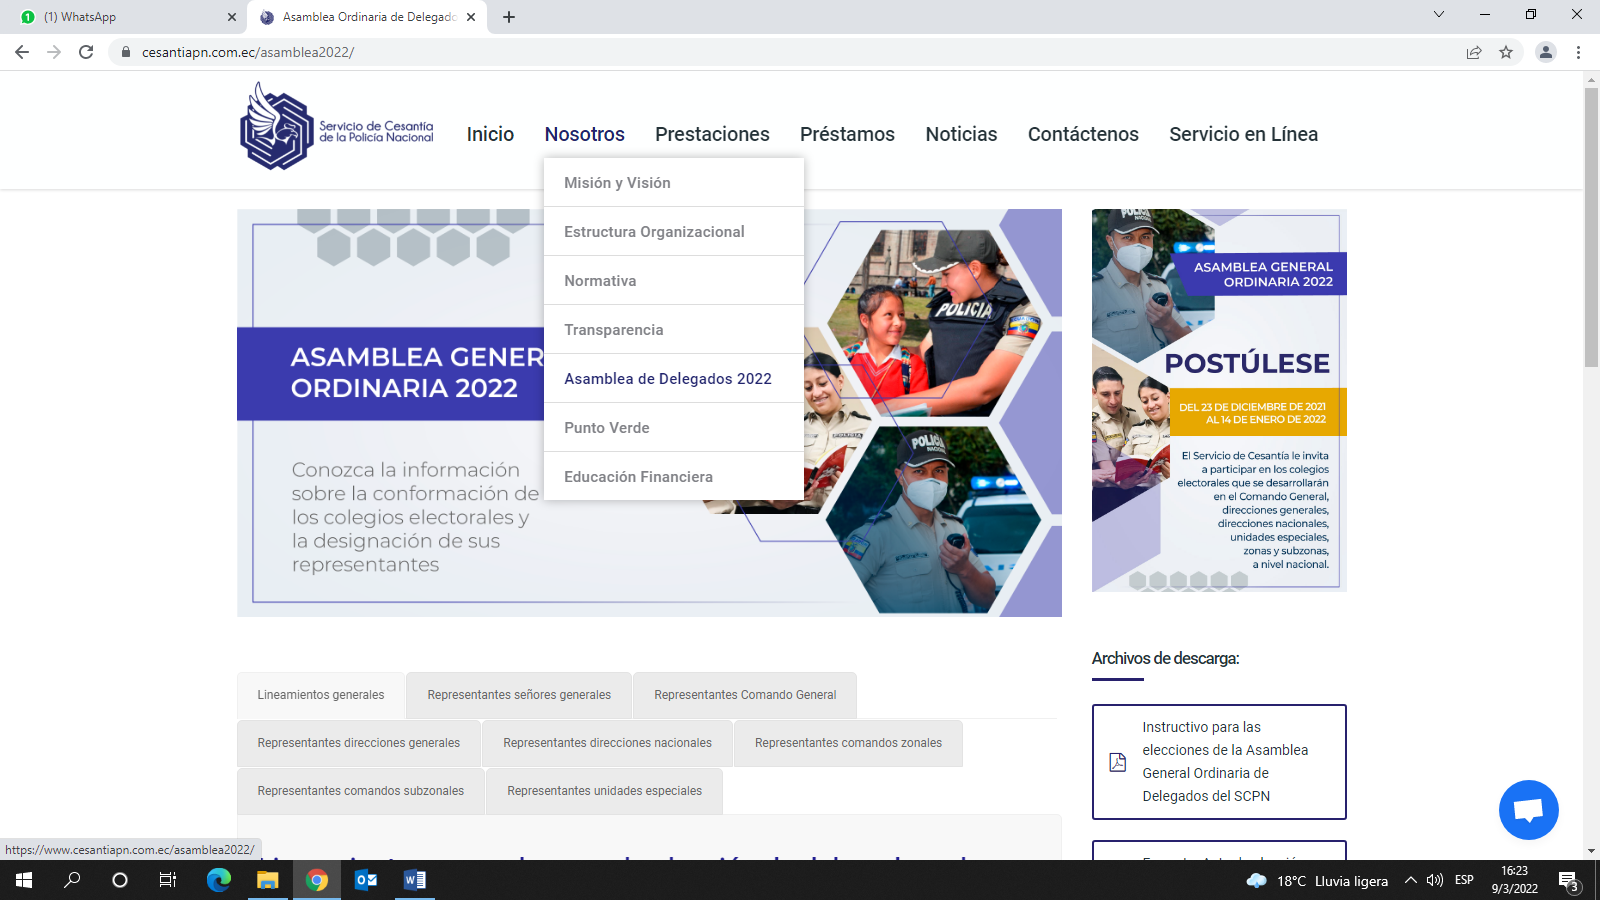 (1) WhatsApp
Asamblea Ordinaria de Delegado
cesantiapn.com.ec/asamblea2022/
Servicio de Cesantía
de la Policía Nacional
Inicio
Nosotros
Prestaciones
Préstamos
Noticias
Contáctenos
Servicio en Línea
Misión y Visión
Estructura Organizacional
Normativa
Transparencia
Asamblea de Delegados 2022
Punto Verde
Educación Financiera
ASAMBLEA GENER
ORDINARIA 2022
Conozca la información
sobre la conformación de
los colegios electorales y
la designación de sus
representantes
POLICIA
POLICIA
NACIONAL
POLICIA
NACIONAL
ASAMBLEA GENERAL
ORDINARIA 2022
POSTÚLESE
DEL 23 DE DICIEMBRE DE 2021
AL 14 DE ENERO DE 2022
El Servicio de Cesantía le invita
a participar en los colegios
electorales que se desarrollarán
en el Comando General,
direcciones generales,
direcciones nacionales,
unidades especiales,
zonas y subzonas,
a nivel nacional.
Lineamientos generales
Representantes señores generales
Representantes Comando General
Representantes direcciones generales
Representantes direcciones nacionales
Representantes comandos zonales
Representantes comandos subzonales
Representantes unidades especiales
Archivos de descarga:
Instructivo para las
elecciones de la Asamblea
General Ordinaria de
Delegados del SCPN
https://www.cesantiapn.com.ec/asamblea2022/
18°C Lluvia ligera
ESP
16:23
9/3/2022
3